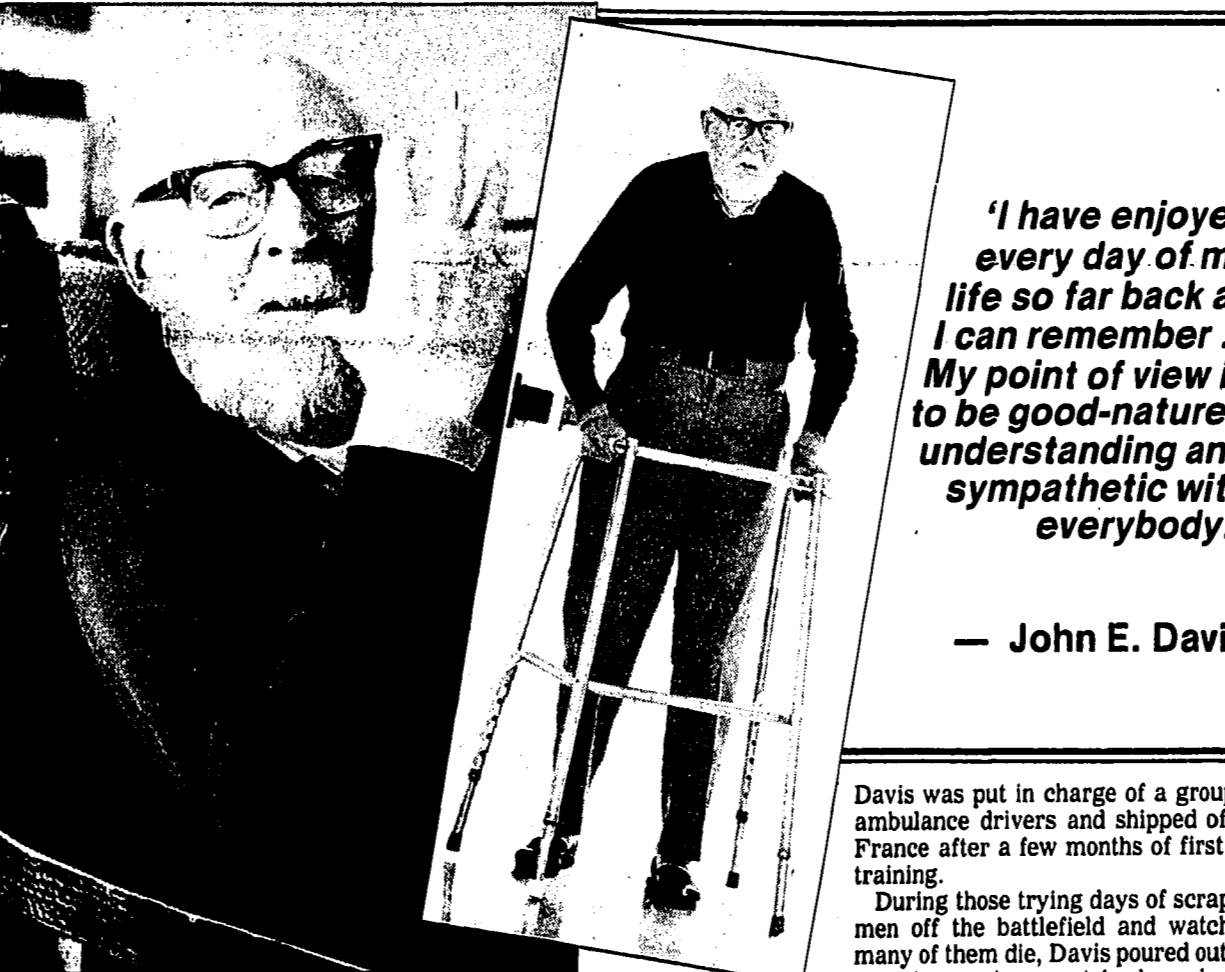 ‘I have enjoye
every day of m
life so far back a
I can remember .
My point of view i
to be good-nature
understanding an
sympathetic wit
everybody.
— John E. Davi
Davis was put in charge of a grou
ambulance drivers and shipped of
France after a few months of first
training.
During those trying days of scrap
men off the battlefield and watch
many of them die, Davis poured out